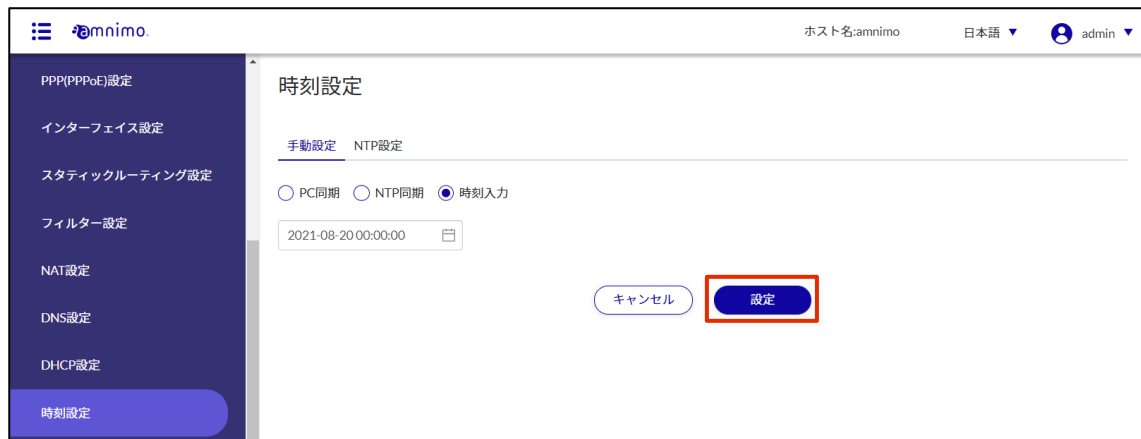 amnimo.
ホスト名:amnimo
日本語 ▼
admin ▼
PPP(PPPoE)設定
インターフェイス設定
スタティックルーティング設定
フィルター設定
NAT設定
DNS設定
DHCP設定
時刻設定
時刻設定
手動設定 NTP設定
PC同期 NTP同期 時刻入力
2021-08-20 00:00:00
キャンセル 設定